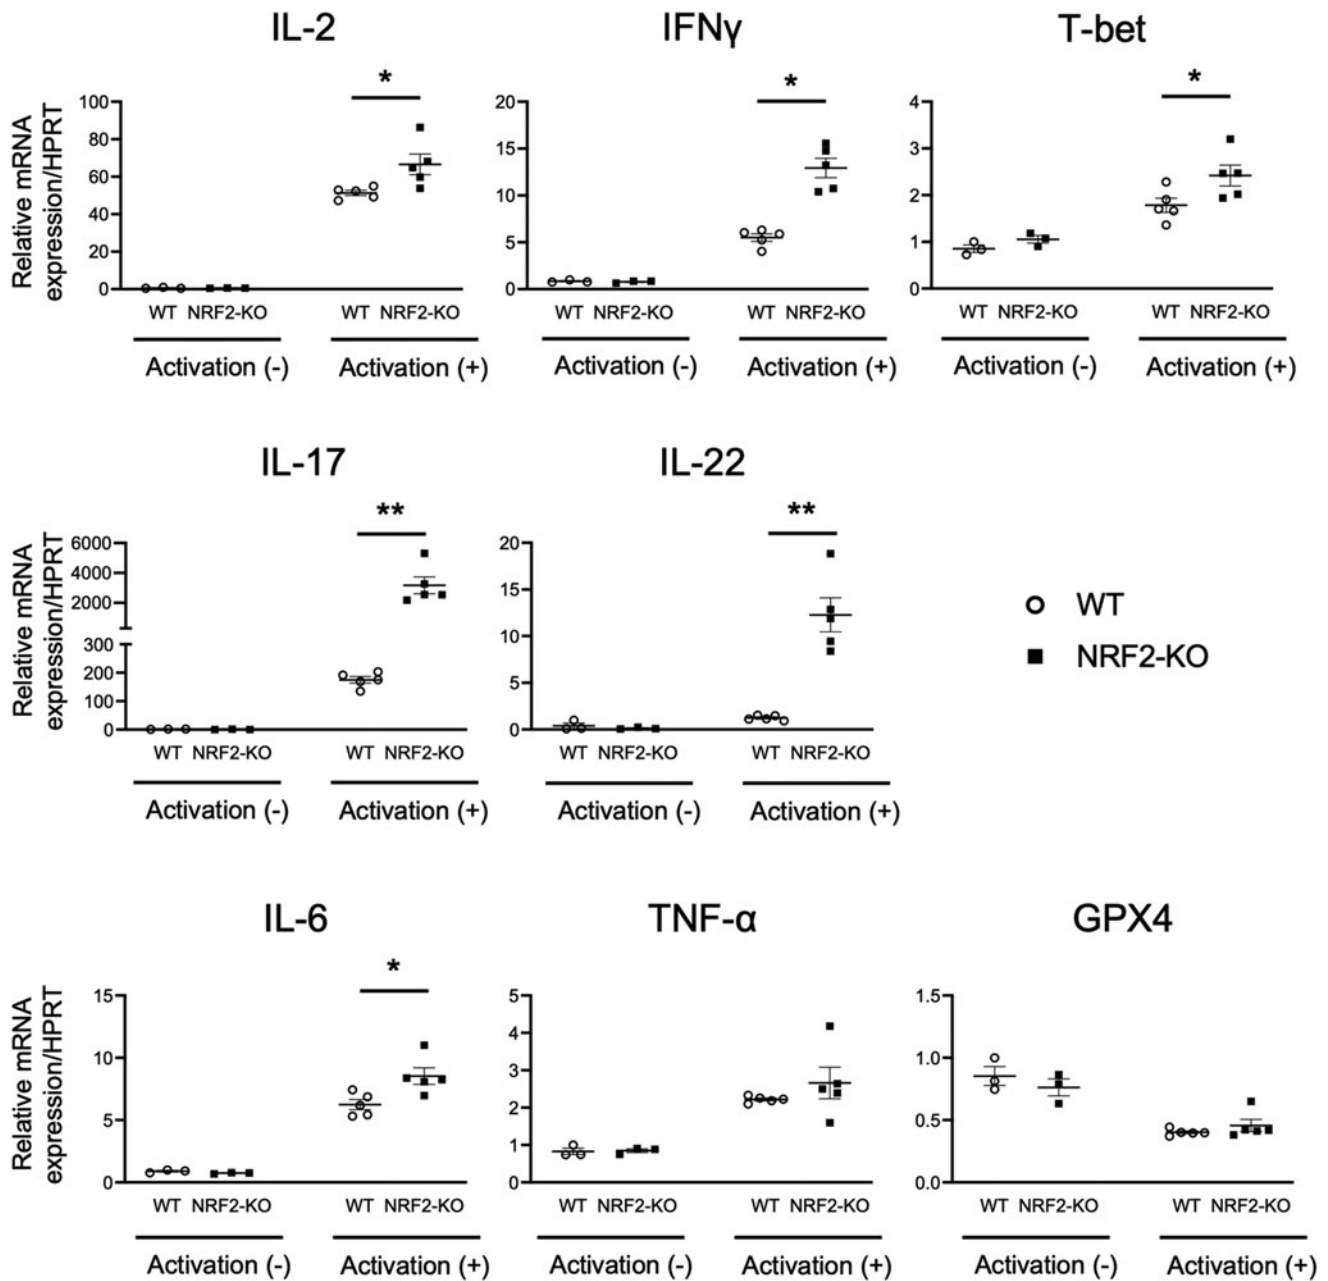 IL-2
IFNγ
T-bet
Relative mRNA
expression/HPRT
*
*
*
100
80
60
40
20
0
20
15
10
5
0
4
3
2
1
0
WT NRF2-KO
WT NRF2-KO
WT NRF2-KO
WT NRF2-KO
WT NRF2-KO
WT NRF2-KO
Activation (-)
Activation (+)
Activation (-)
Activation (+)
Activation (-)
Activation (+)
IL-17
IL-22
Relative mRNA
expression/HPRT
**
**
6000
4000
2000
300
200
100
0
20
15
10
5
0
WT
NRF2-KO
WT NRF2-KO
WT NRF2-KO
WT NRF2-KO
WT NRF2-KO
Activation (-)
Activation (+)
Activation (-)
Activation (+)
IL-6
TNF-α
GPX4
Relative mRNA
expression/HPRT
*
15
10
5
0
5
4
3
2
1
0
1.5
1.0
0.5
0.0
WT NRF2-KO
WT NRF2-KO
WT NRF2-KO
WT NRF2-KO
WT NRF2-KO
WT NRF2-KO
Activation (-)
Activation (+)
Activation (-)
Activation (+)
Activation (-)
Activation (+)